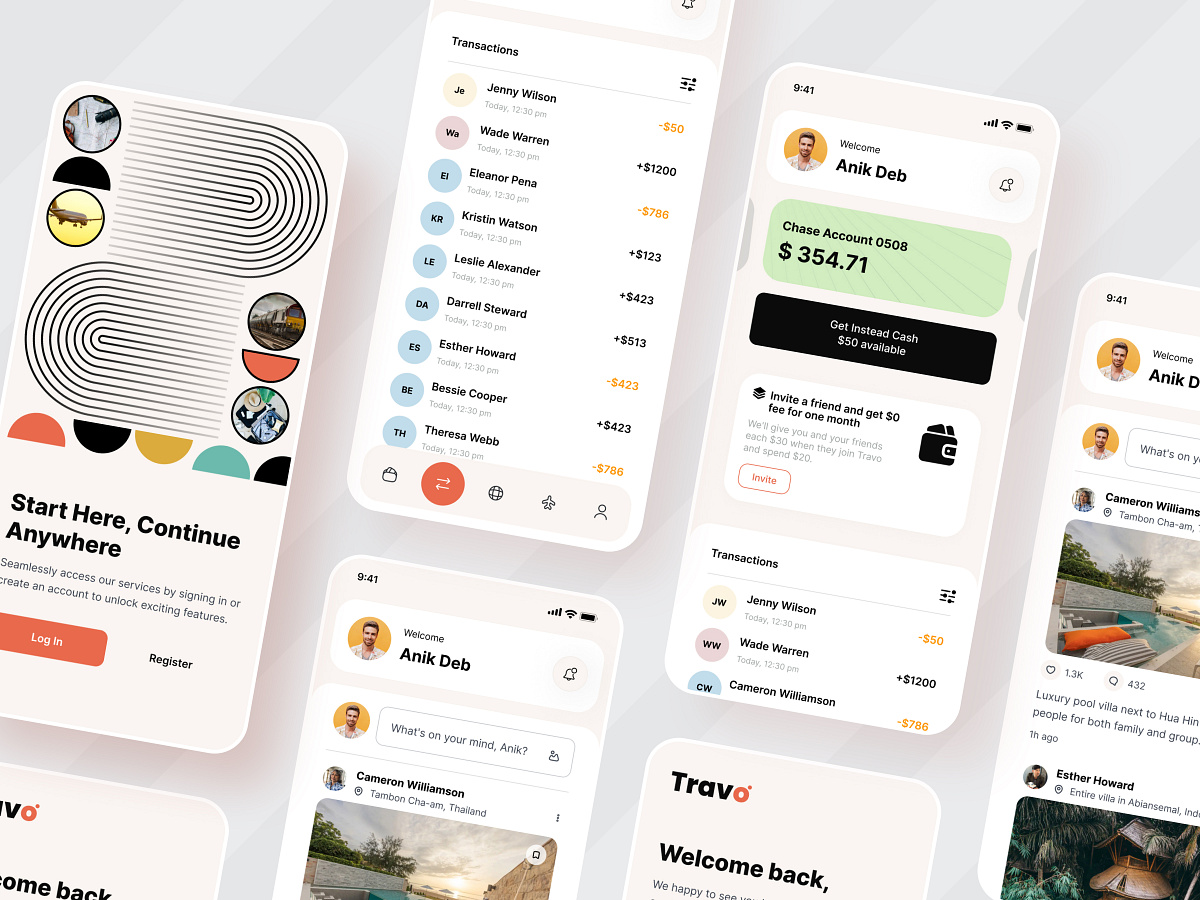 Start Here, Continue
Anywhere
Seamlessly access our services by signing in or
create an account to unlock exciting features.
Log In
Register
Transactions
Je
Jenny Wilson
Today, 12:30 pm
-$50
Wa
Wade Warren
Today, 12:30 pm
+$1200
El
Eleanor Pena
Today, 12:30 pm
-$786
KR
Kristin Watson
Today, 12:30 pm
+$123
LE
Leslie Alexander
Today, 12:30 pm
+$423
DA
Darrell Steward
Today, 12:30 pm
+$513
ES
Esther Howard
Today, 12:30 pm
-$423
BE
Bessie Cooper
Today, 12:30 pm
+$423
TH
Theresa Webb
Today, 12:30 pm
-$786
9:41
Welcome
Anik Deb
Chase Account 0508
$ 354.71
Get Instead Cash
$50 available
Invite a friend and get $0
fee for one month
We'll give you and your friends
each $30 when they join Travo
and spend $20.
Invite
Transactions
JW
Jenny Wilson
Today, 12:30 pm
-$50
WW
Wade Warren
Today, 12:30 pm
+$1200
CW
Cameron Williamson
-$786
9:41
Welcome
Anik D
What's on yo
Cameron Williams
Tambon Cha-am,
1.3K
432
Luxury pool villa next to Hua Hin
people for both family and group.
1h ago
Esther Howard
Entire villa in Abiansemal, Indo
9:41
Welcome
Anik Deb
What's on your mind, Anik?
Cameron Williamson
Tambon Cha-am, Thailand
Travo
Welcome back,
We happy to see
avo
come back,